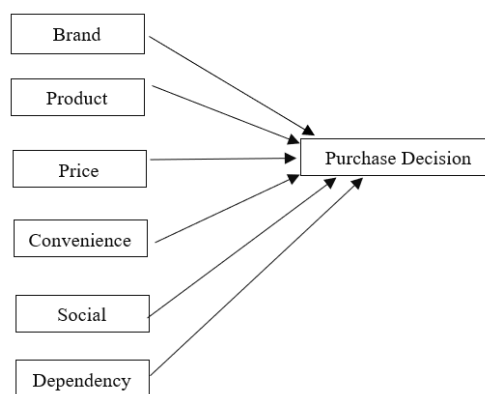 Brand
Product
Price
Purchase Decision
Convenience
Social
Dependency